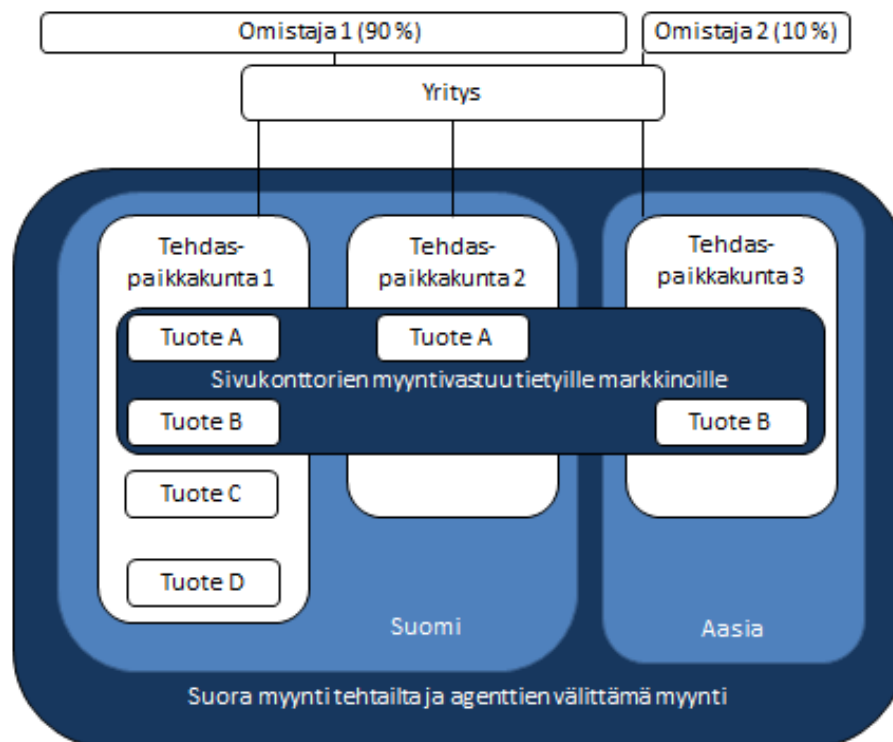 Omistaja 1 (90 %)
Omistaja 2 (10 %)
Yritys
Tehdas-
paikkakunta 1
Tehdas-
paikkakunta 2
Tehdas-
paikkakunta 3
Tuote A
Tuote A
Sivukonttorien myyntivastuu tietyille markkinoille
Tuote B
Tuote B
Tuote C
Tuote D
Suomi
Aasia
Suora myynti tehtailta ja agenttien välittämä myynti